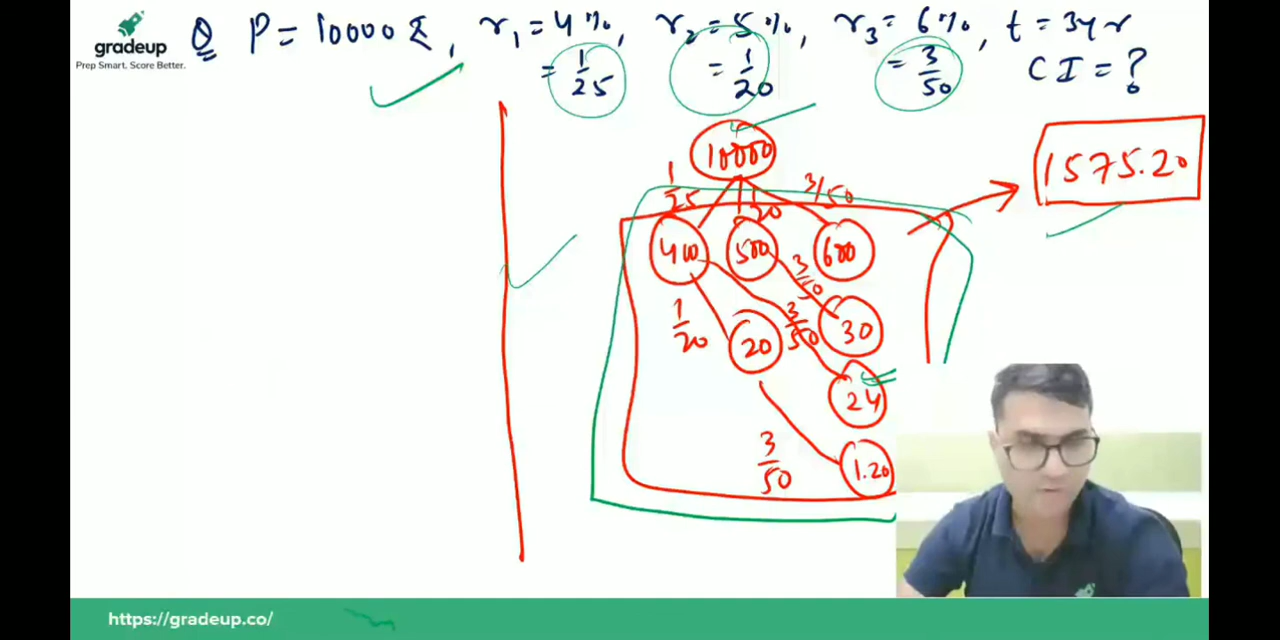 gradeup
Prep Smart. Score Better.
Q P = 10000 ₹, r₁ = 4%, r₂ = 5%, r₃ = 6%, t = 3yr
= 1/25 = 1/20 = 3/50 CI = ?
10000
1575.20
1/25 1/20 3/50
400 500 600
3/50
1/20 20 3/50 30
24
3/50 1.20
https://gradeup.co/